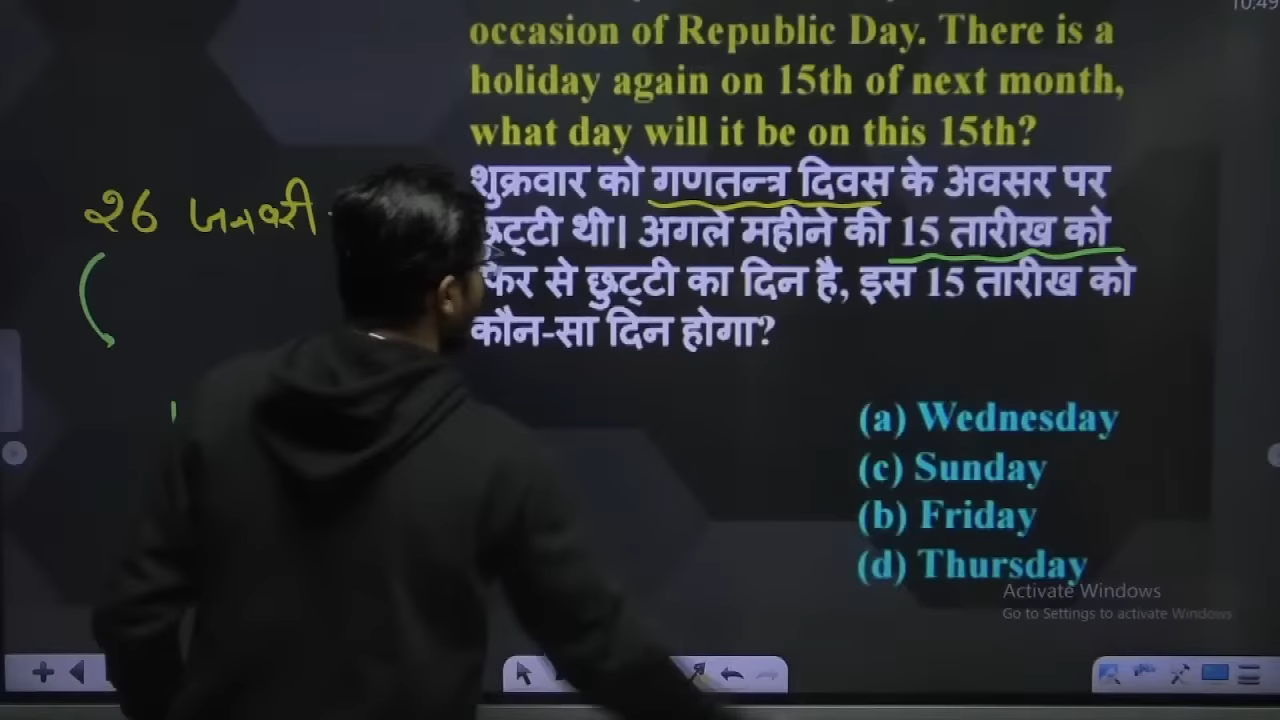 10:49
occasion of Republic Day. There is a
holiday again on 15th of next month,
what day will it be on this 15th?
शुक्रवार को गणतन्त्र दिवस के अवसर पर
छुट्टी थी। अगले महीने की 15 तारीख को
फिर से छुट्टी का दिन है, इस 15 तारीख को
कौन-सा दिन होगा?
26 जनवरी
(a) Wednesday
(c) Sunday
(b) Friday
(d) Thursday
Activate Windows
Go to Settings to activate Windows